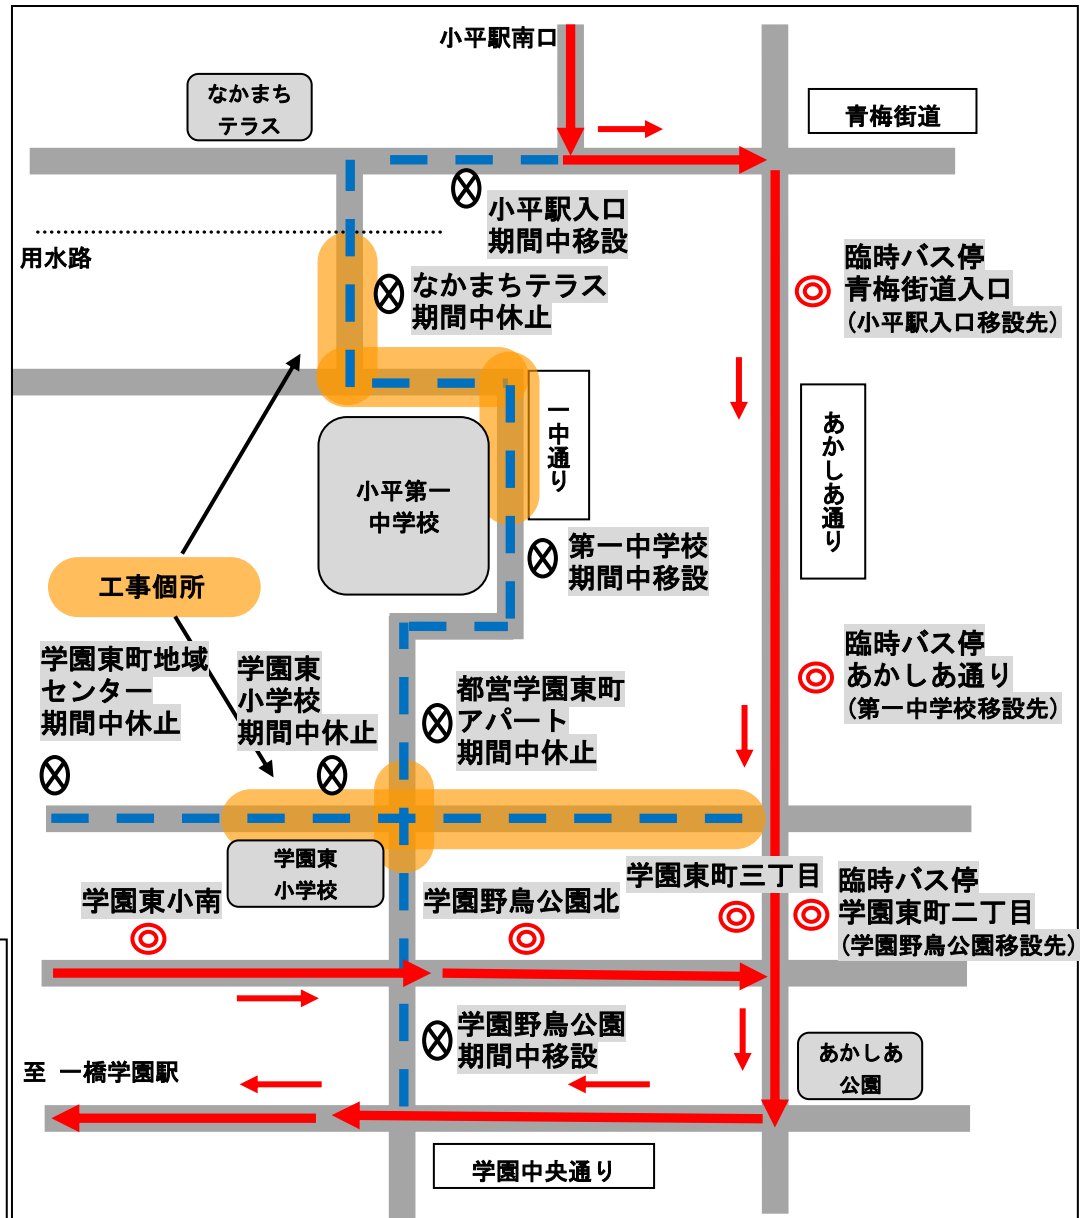 小平駅南口
なかまち
テラス
青梅街道
小平駅入口
期間中移設
用水路
なかまちテラス
期間中休止
臨時バス停
青梅街道入口
(小平駅入口移設先)
一中通り
あかしあ通り
小平第一
中学校
第一中学校
期間中移設
工事個所
学園東町地域
センター
期間中休止
学園東
小学校
期間中休止
都営学園東町
アパート
期間中休止
臨時バス停
あかしあ通り
(第一中学校移設先)
学園東
小学校
学園東小南
学園野鳥公園北
学園東町三丁目
臨時バス停
学園東町二丁目
(学園野鳥公園移設先)
学園野鳥公園
期間中移設
至 一橋学園駅
あかしあ
公園
学園中央通り